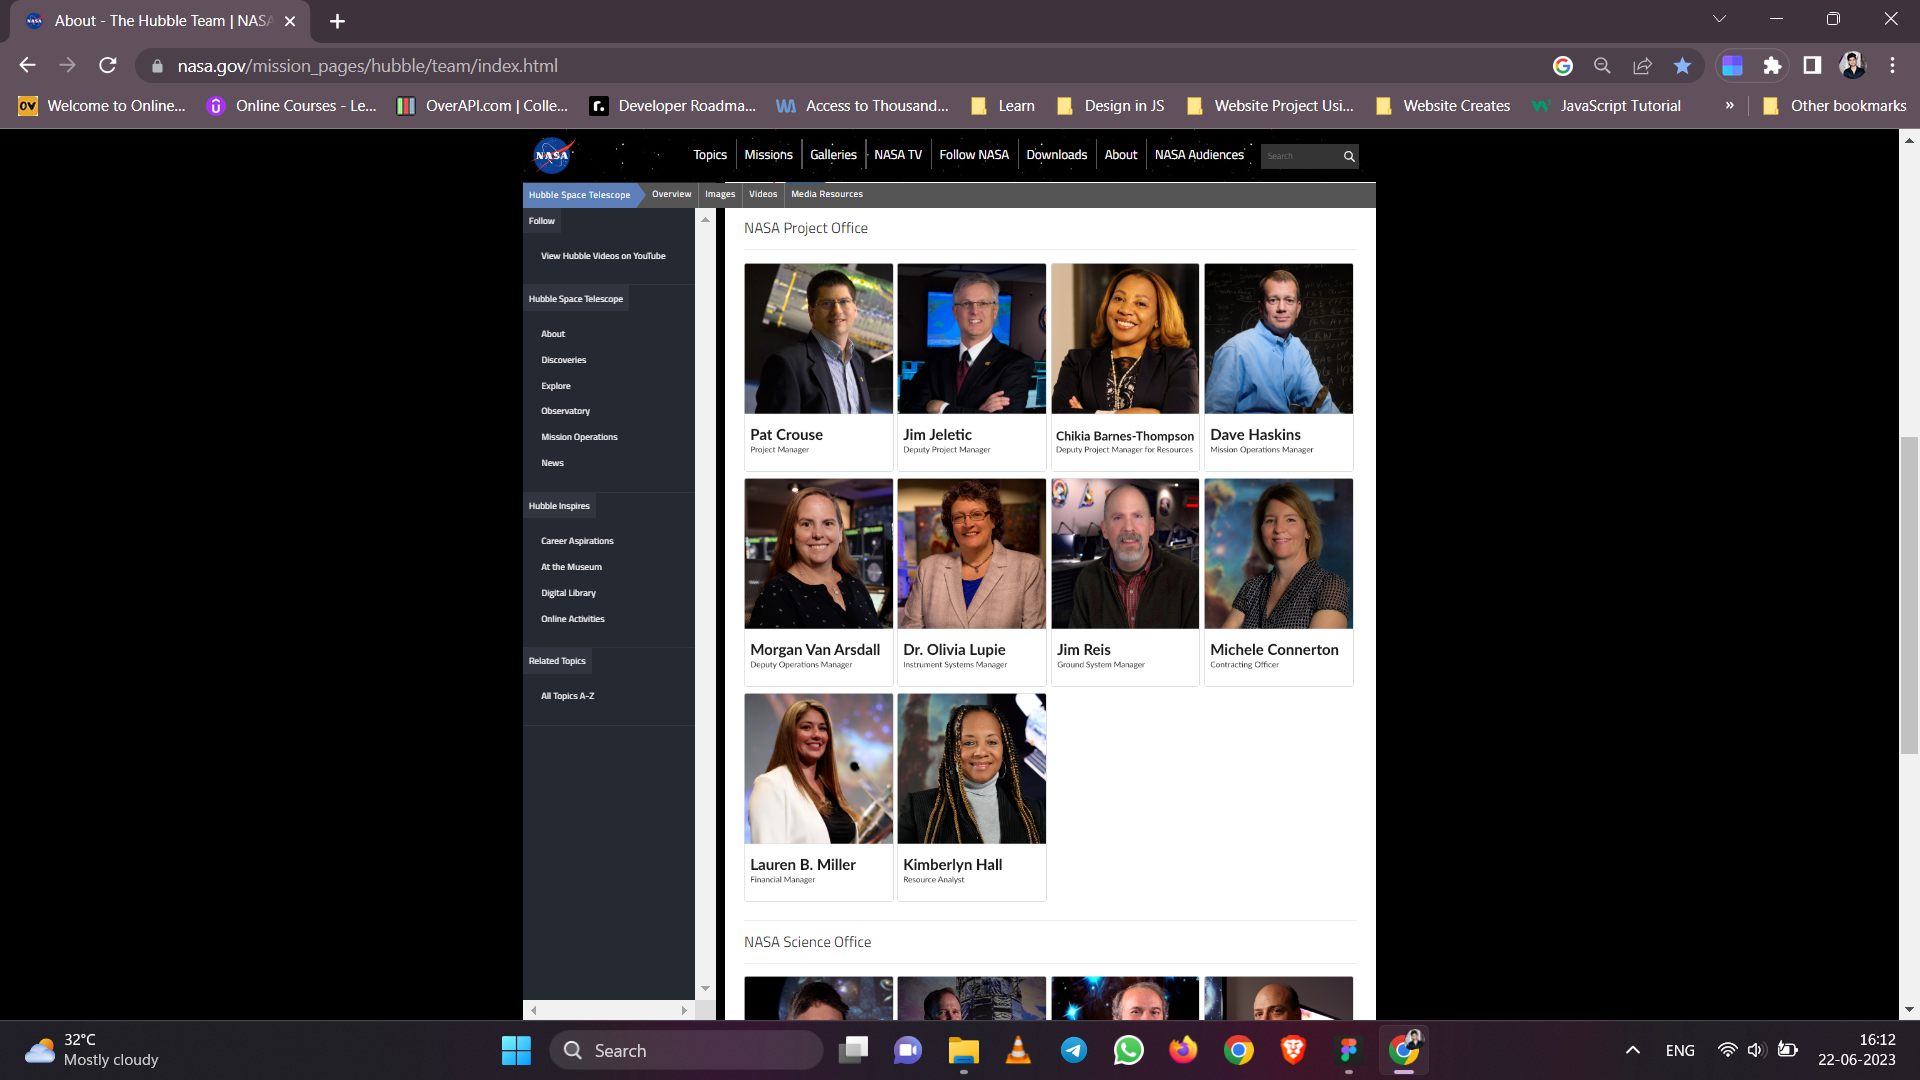 About - The Hubble Team | NAS
nasa.gov/mission_pages/hubble/team/index.html
Welcome to Online...
Online Courses - Le...
OverAPI.com | Colle...
Developer Roadma...
Access to Thousand...
Learn
Design in JS
Website Project Usi...
Website Creates
JavaScript Tutorial
»
Other bookmarks
NASA
Topics
Missions
Galleries
NASA TV
Follow NASA
Downloads
About
NASA Audiences
Search
Hubble Space Telescope
Overview
Images
Videos
Media Resources
Follow
View Hubble Videos on YouTube
Hubble Space Telescope
About
Discoveries
Explore
Observatory
Mission Operations
News
Hubble Inspires
Career Aspirations
At the Museum
Digital Library
Online Activities
Related Topics
All Topics A-Z
NASA Project Office
Pat Crouse
Project Manager
Jim Jeletic
Deputy Project Manager
Chikia Barnes-Thompson
Deputy Project Manager for Resources
Dave Haskins
Mission Operations Manager
Morgan Van Arsdall
Deputy Operations Manager
Dr. Olivia Lupie
Instrument Systems Manager
Jim Reis
Ground System Manager
Michele Connerton
Contracting Officer
Lauren B. Miller
Financial Manager
Kimberlyn Hall
Resource Analyst
NASA Science Office
32°C
Mostly cloudy
Search
ENG
16:12
22-06-2023